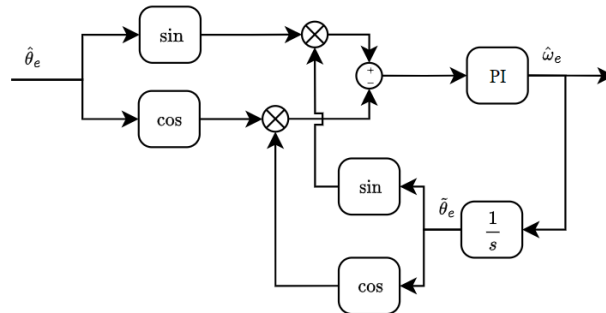 θ̂ₑ
sin
cos
+
−
PI
ω̂ₑ
sin
θ̃ₑ
1
s
cos